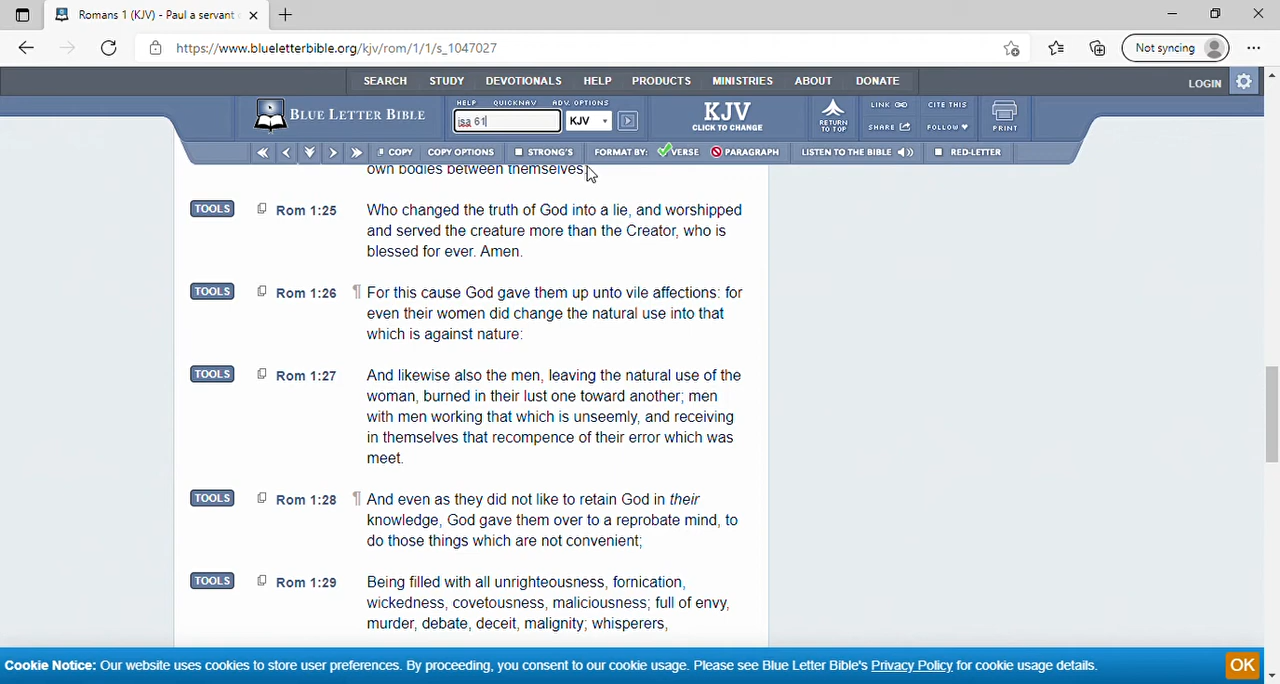 Romans 1 (KJV) - Paul a servant
https://www.blueletterbible.org/kjv/rom/1/1/s_1047027
Not syncing
SEARCH STUDY DEVOTIONALS HELP PRODUCTS MINISTRIES ABOUT DONATE LOGIN
HELP QUICKNAV ADV. OPTIONS
BLUE LETTER BIBLE
isa 61 KJV
KJV
CLICK TO CHANGE
RETURN
TO TOP
LINK CITE THIS
SHARE FOLLOW
PRINT
COPY COPY OPTIONS STRONG'S FORMAT BY: VERSE PARAGRAPH LISTEN TO THE BIBLE RED-LETTER
own bodies between themselves:
TOOLS Rom 1:25 Who changed the truth of God into a lie, and worshipped
and served the creature more than the Creator, who is
blessed for ever. Amen.
TOOLS Rom 1:26 ¶ For this cause God gave them up unto vile affections: for
even their women did change the natural use into that
which is against nature:
TOOLS Rom 1:27 And likewise also the men, leaving the natural use of the
woman, burned in their lust one toward another; men
with men working that which is unseemly, and receiving
in themselves that recompence of their error which was
meet.
TOOLS Rom 1:28 ¶ And even as they did not like to retain God in their
knowledge, God gave them over to a reprobate mind, to
do those things which are not convenient;
TOOLS Rom 1:29 Being filled with all unrighteousness, fornication,
wickedness, covetousness, maliciousness; full of envy,
murder, debate, deceit, malignity; whisperers,
Cookie Notice: Our website uses cookies to store user preferences. By proceeding, you consent to our cookie usage. Please see Blue Letter Bible's Privacy Policy for cookie usage details. OK